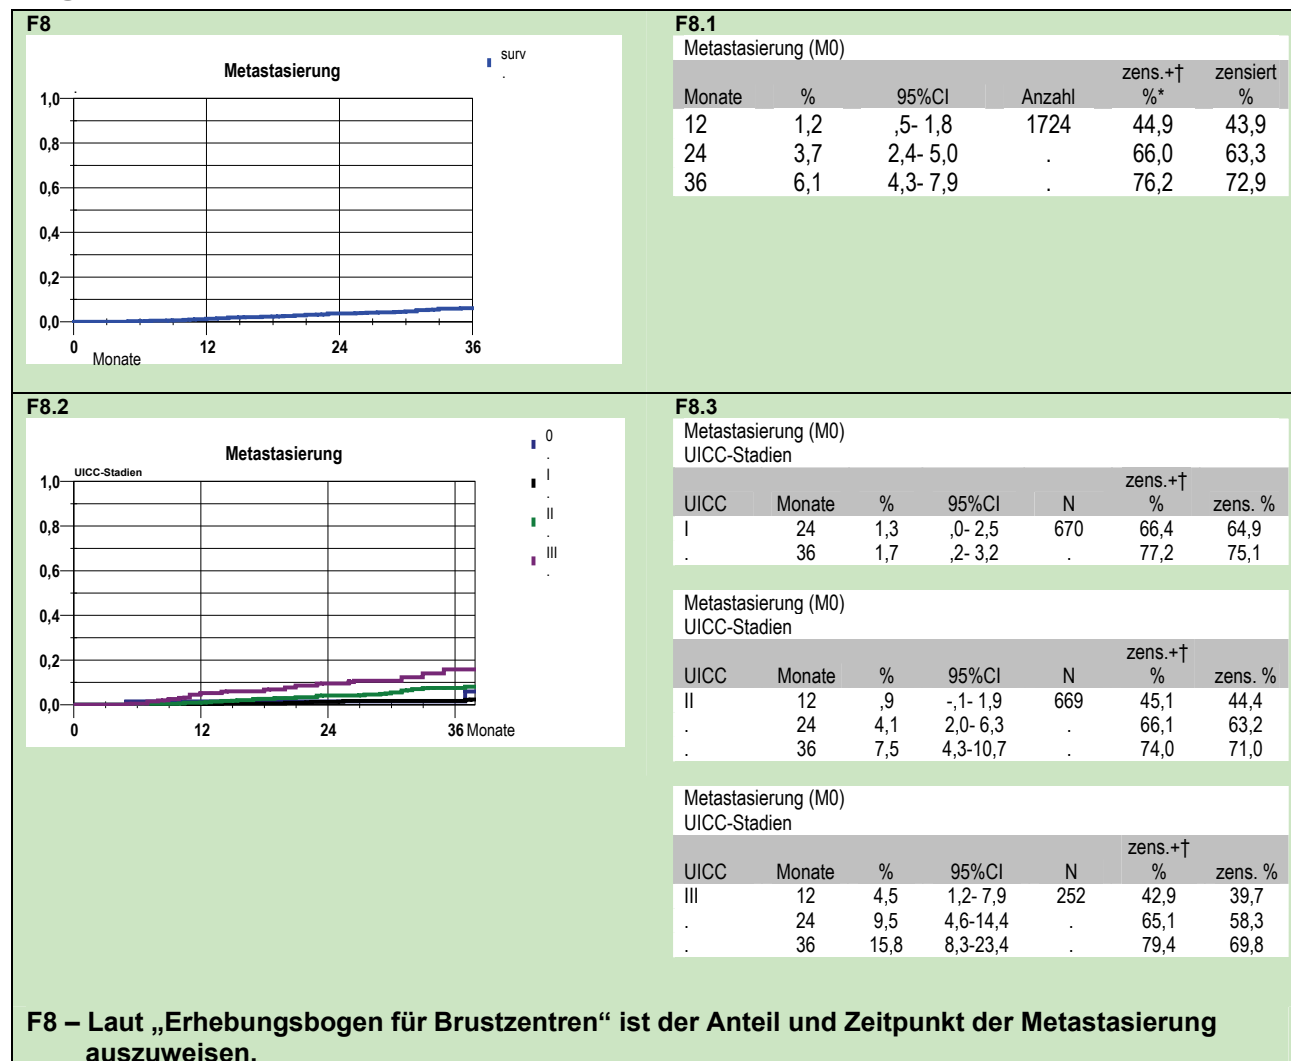 F8
Metastasierung
surv
.
1,0
0,8
0,6
0,4
0,2
0,0
0 12 24 36
Monate
F8.1
Metastasierung (M0)
zens.+† zensiert
Monate % 95%CI Anzahl %* %
12 1,2 ,5- 1,8 1724 44,9 43,9
24 3,7 2,4- 5,0 . 66,0 63,3
36 6,1 4,3- 7,9 . 76,2 72,9
F8.2
Metastasierung
UICC-Stadien
0
.
I
.
II
.
III
.
1,0
0,8
0,6
0,4
0,2
0,0
0 12 24 36 Monate
F8.3
Metastasierung (M0)
UICC-Stadien
zens.+†
UICC Monate % 95%CI N % zens. %
I 24 1,3 ,0- 2,5 670 66,4 64,9
. 36 1,7 ,2- 3,2 . 77,2 75,1
Metastasierung (M0)
UICC-Stadien
zens.+†
UICC Monate % 95%CI N % zens. %
II 12 ,9 -,1- 1,9 669 45,1 44,4
. 24 4,1 2,0- 6,3 . 66,1 63,2
. 36 7,5 4,3-10,7 . 74,0 71,0
Metastasierung (M0)
UICC-Stadien
zens.+†
UICC Monate % 95%CI N % zens. %
III 12 4,5 1,2- 7,9 252 42,9 39,7
. 24 9,5 4,6-14,4 . 65,1 58,3
. 36 15,8 8,3-23,4 . 79,4 69,8
F8 – Laut „Erhebungsbogen für Brustzentren“ ist der Anteil und Zeitpunkt der Metastasierung
auszuweisen.